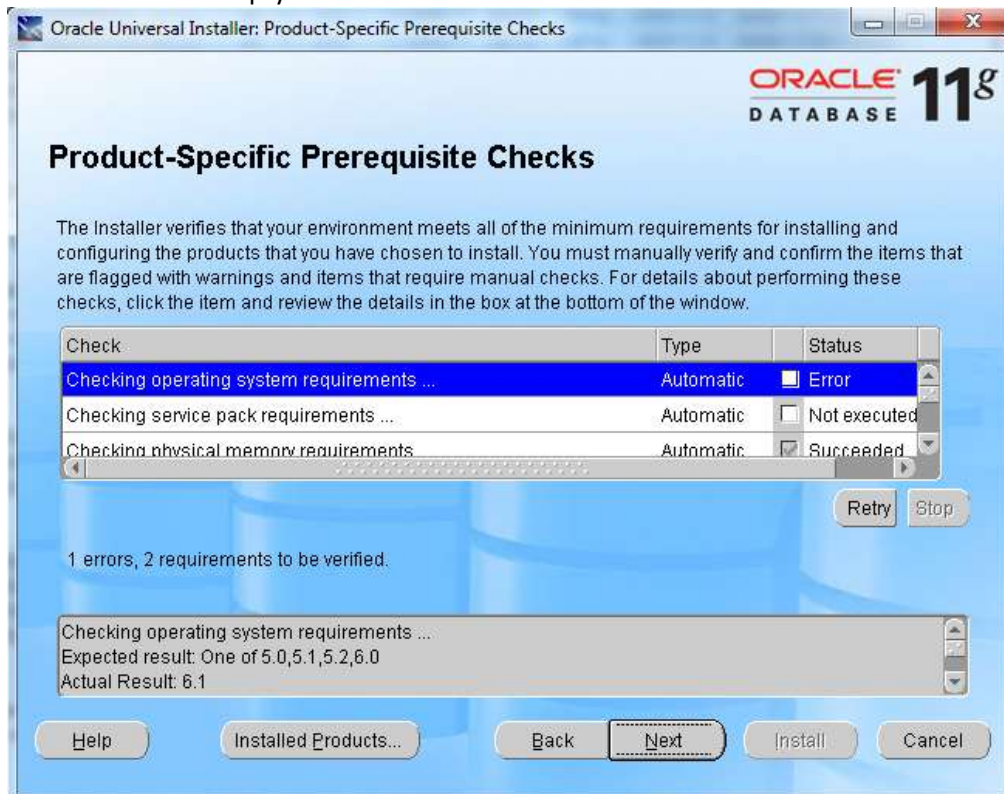 Oracle Universal Installer: Product-Specific Prerequisite Checks
ORACLE 11g
DATABASE
Product-Specific Prerequisite Checks
The Installer verifies that your environment meets all of the minimum requirements for installing and
configuring the products that you have chosen to install. You must manually verify and confirm the items that
are flagged with warnings and items that require manual checks. For details about performing these
checks, click the item and review the details in the box at the bottom of the window.
Check Type Status
Checking operating system requirements ... Automatic Error
Checking service pack requirements ... Automatic Not executed
Checking physical memory requirements Automatic Succeeded
Retry Stop
1 errors, 2 requirements to be verified.
Checking operating system requirements ...
Expected result: One of 5.0,5.1,5.2,6.0
Actual Result: 6.1
Help Installed Products... Back Next Install Cancel